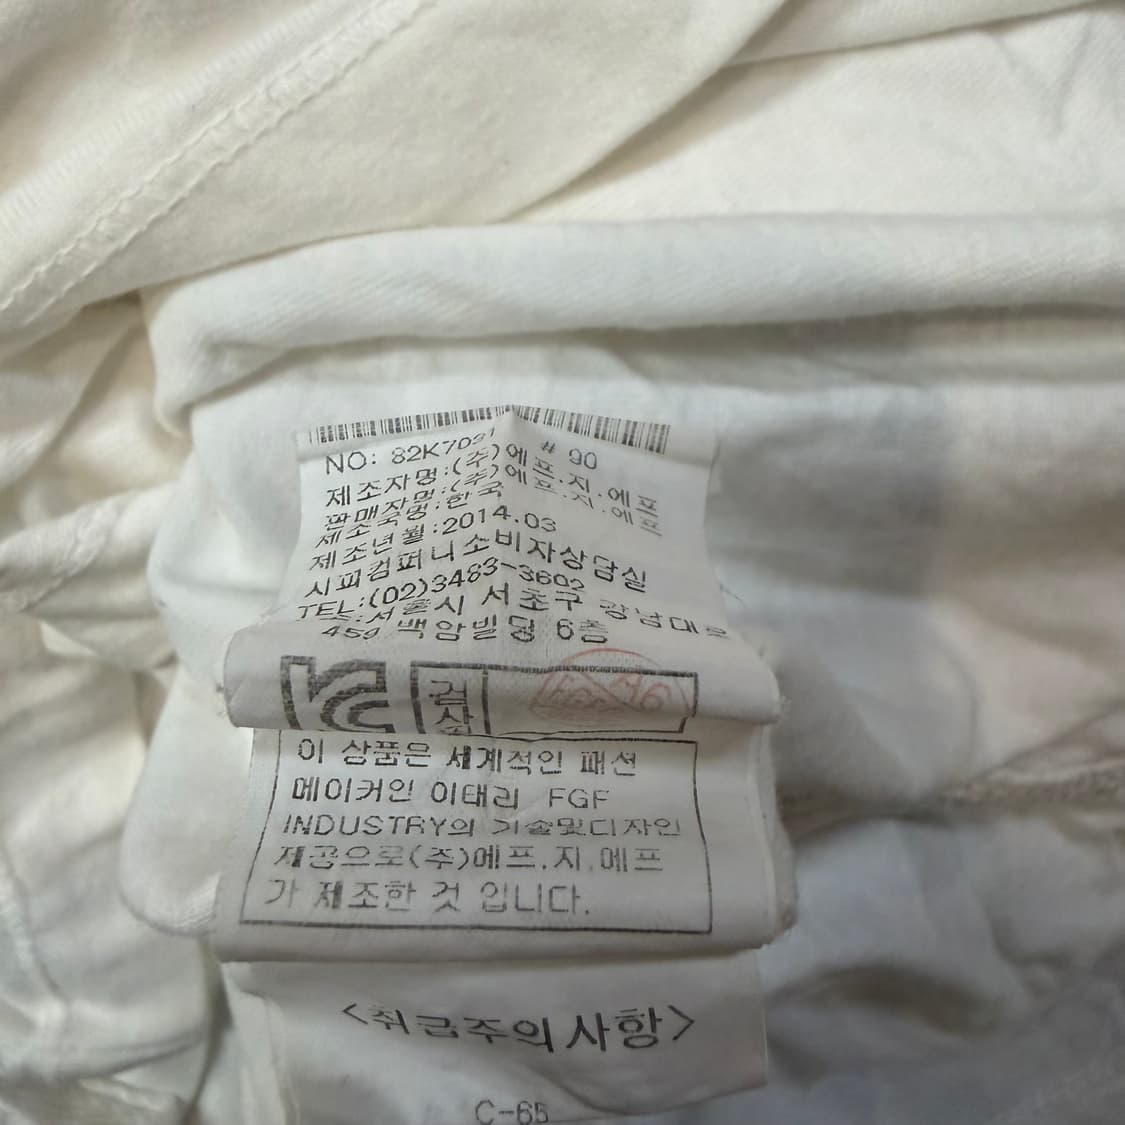 NO: 82K7091 # 90
제조자명:(주)에프.지.에프
판매자명:(주)에프.지.에프
제조국명:한국
제조년월:2014.03
시피컴퍼니소비자상담실
TEL:(02)3483-3602
서울시 서초구 강남대로
459 백암빌딩 6층
KC
검사
이 상품은 세계적인 패션
메이커인 이태리 FGF
INDUSTRY의 기술및디자인
제공으로(주)에프.지.에프
가 제조한 것 입니다.
<취급주의사항>
C-65